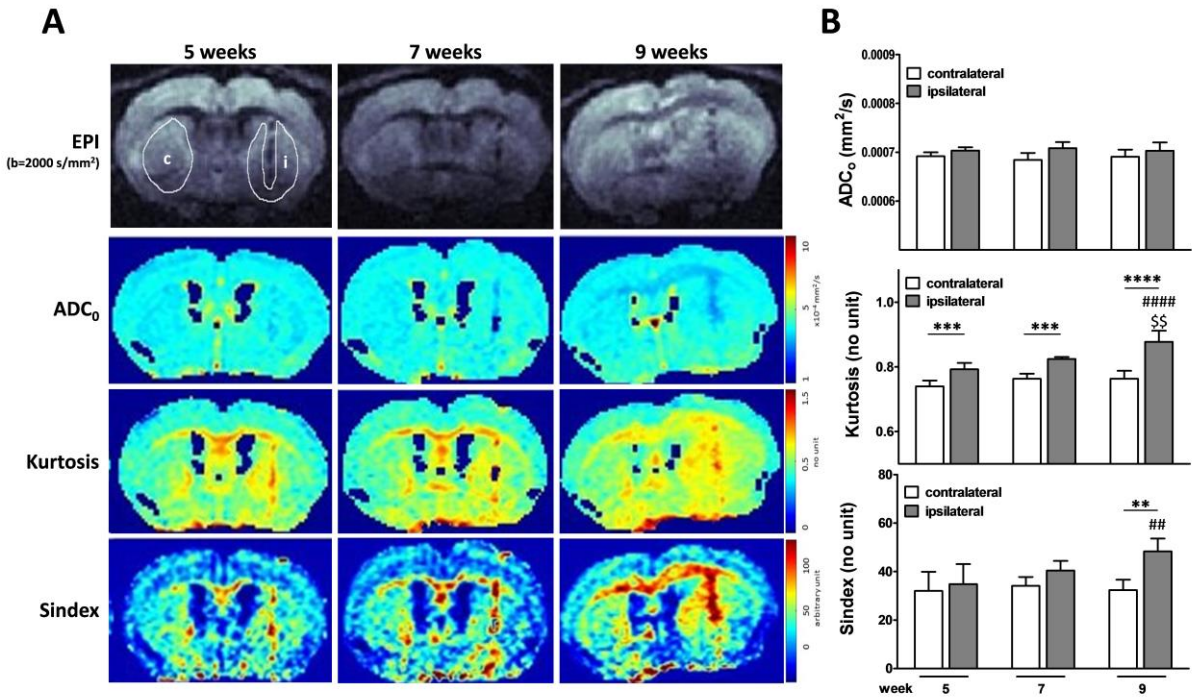 A
B
5 weeks
7 weeks
9 weeks
EPI
(b=2000 s/mm²)
c
i
ADC₀
10
5
1
x10⁻⁴ mm²/s
Kurtosis
1.5
0.5
0
no unit
Sindex
100
50
0
arbitrary unit
ADC₀ (mm²/s)
0.0009
0.0008
0.0007
0.0006
contralateral
ipsilateral
Kurtosis (no unit)
1.0
0.8
0.6
contralateral
ipsilateral
***
***
****
####
$$
Sindex (no unit)
80
60
40
20
0
contralateral
ipsilateral
**
##
week
5
7
9